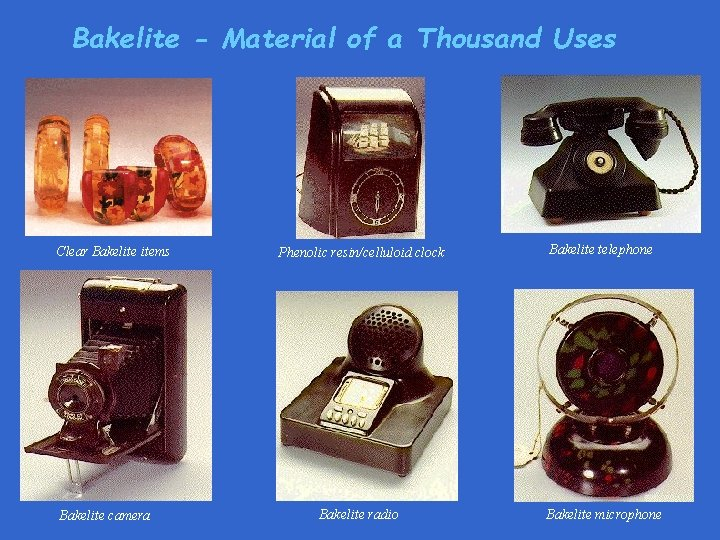 Bakelite - Material of a Thousand Uses
Clear Bakelite items
Phenolic resin/celluloid clock
Bakelite telephone
Bakelite camera
Bakelite radio
Bakelite microphone